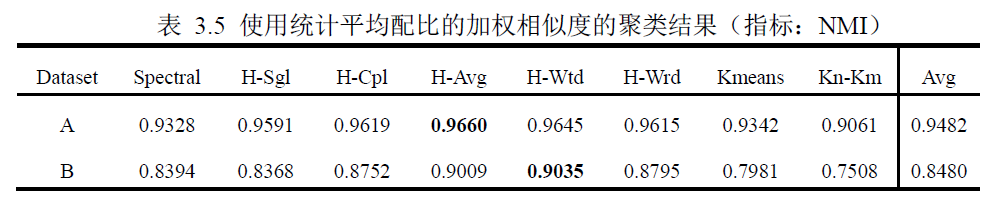 表 3.5 使用统计平均配比的加权相似度的聚类结果（指标：NMI）
Dataset Spectral H-Sgl H-Cpl H-Avg H-Wtd H-Wrd Kmeans Kn-Km Avg
A 0.9328 0.9591 0.9619 0.9660 0.9645 0.9615 0.9342 0.9061 0.9482
B 0.8394 0.8368 0.8752 0.9009 0.9035 0.8795 0.7981 0.7508 0.8480